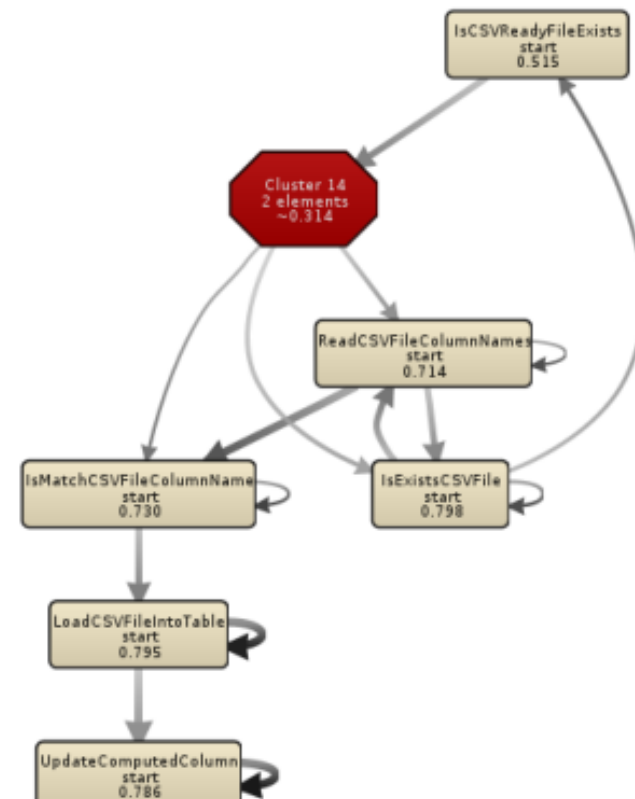 IsCSVReadyFileExists
start
0.515
Cluster 14
2 elements
~0.314
ReadCSVFileColumnNames
start
0.714
IsMatchCSVFileColumnName
start
0.730
IsExistsCSVFile
start
0.798
LoadCSVFileIntoTable
start
0.795
UpdateComputedColumn
start
0.786